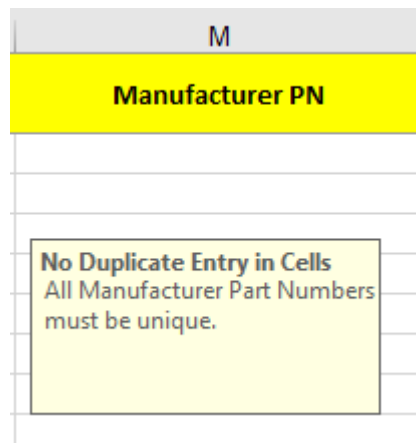 M
Manufacturer PN
No Duplicate Entry in Cells
All Manufacturer Part Numbers
must be unique.